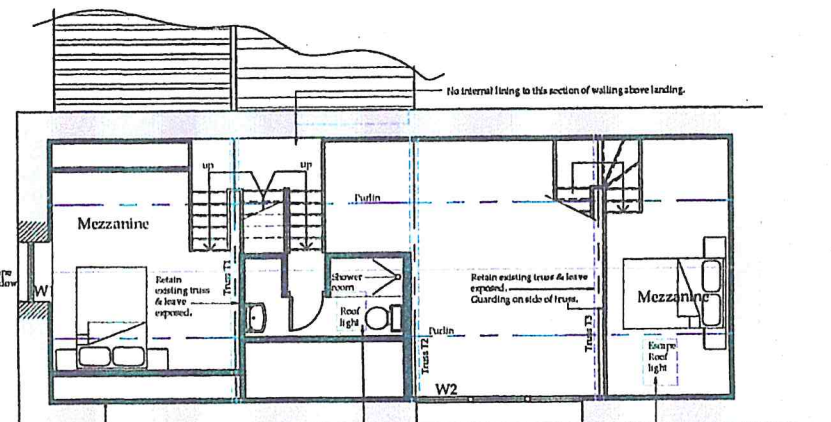 No internal lining to this section of walling above landing.
up
up
Purlin
Mezzanine
Retain
existing truss
& leave
exposed.
Truss T1
Shower
room
Roof
light
Retain existing truss & leave
exposed.
Guarding on side of truss.
Mezzanine
W1
Purlin
Truss T2
Truss T3
Escape
Roof
light
W2